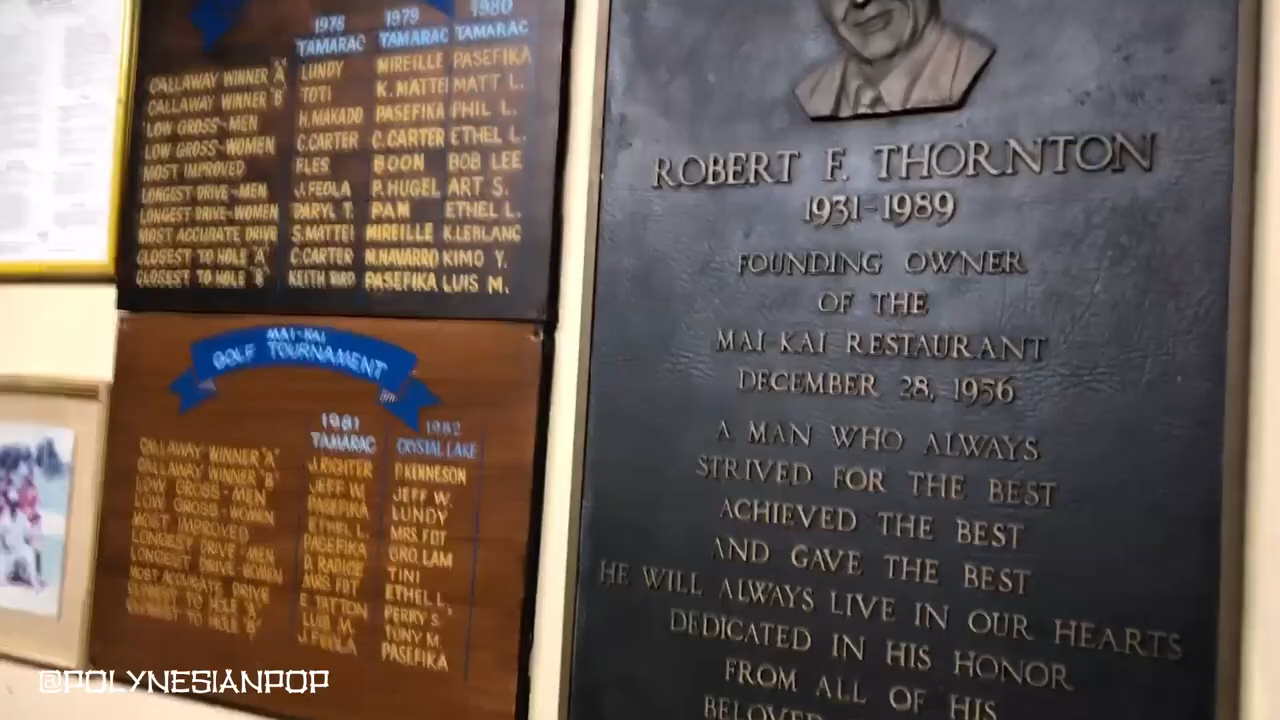 1978 1979 1980
TAMARAC TAMARAC TAMARAC
CALLAWAY WINNER "A" LUNDY MIREILLE PASEFIKA
CALLAWAY WINNER "B" TOTI K.MATTEI MATT L.
LOW GROSS-MEN H.MAKADO PASEFIKA PHIL L.
LOW GROSS-WOMEN C.CARTER C.CARTER ETHEL L.
MOST IMPROVED FLES BOON BOB LEE
LONGEST DRIVE-MEN J.FEOLA P.HUGEL ART S.
LONGEST DRIVE-WOMEN DARYL T. PAM ETHEL L.
MOST ACCURATE DRIVE S.MATTEI MIREILLE K.LEBLANC
CLOSEST TO HOLE "A" C.CARTER M.NAVARRO KIMO Y.
CLOSEST TO HOLE "B" KEITH BIRD PASEFIKA LUIS M.
MAI-KAI
GOLF TOURNAMENT
1981 1982
TAMARAC CRYSTAL LAKE
CALLAWAY WINNER "A" J.RICHTER P.KENNESON
CALLAWAY WINNER "B" JEFF W. JEFF W.
LOW GROSS-MEN PASEFIKA LUNDY
LOW GROSS-WOMEN ETHEL L. MRS. FDT
MOST IMPROVED PASEFIKA GRO. LAM
LONGEST DRIVE-MEN D. RADICE TINI
LONGEST DRIVE-WOMEN MRS. FDT ETHEL L.
MOST ACCURATE DRIVE E TATTON PERRY S.
CLOSEST TO HOLE "A" LUIS M. TONY M.
CLOSEST TO HOLE "B" J.FEOLA PASEFIKA
ROBERT F. THORNTON
1931-1989
FOUNDING OWNER
OF THE
MAI-KAI RESTAURANT
DECEMBER 28, 1956
A MAN WHO ALWAYS
STRIVED FOR THE BEST
ACHIEVED THE BEST
AND GAVE THE BEST
HE WILL ALWAYS LIVE IN OUR HEARTS
DEDICATED IN HIS HONOR
FROM ALL OF HIS
BELOVED
@POLYNESIANPOP